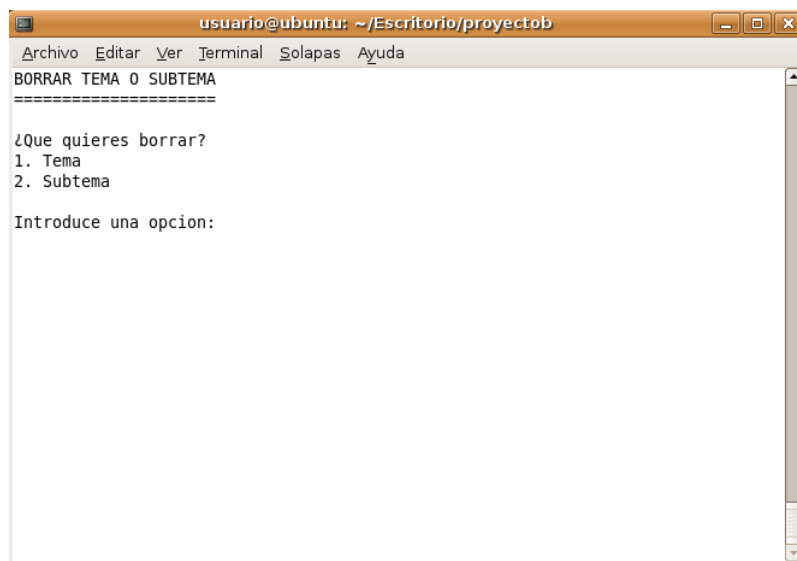 usuario@ubuntu: ~/Escritorio/proyectob
Archivo Editar Ver Terminal Solapas Ayuda
BORRAR TEMA O SUBTEMA
=====================
¿Que quieres borrar?
1. Tema
2. Subtema
Introduce una opcion: